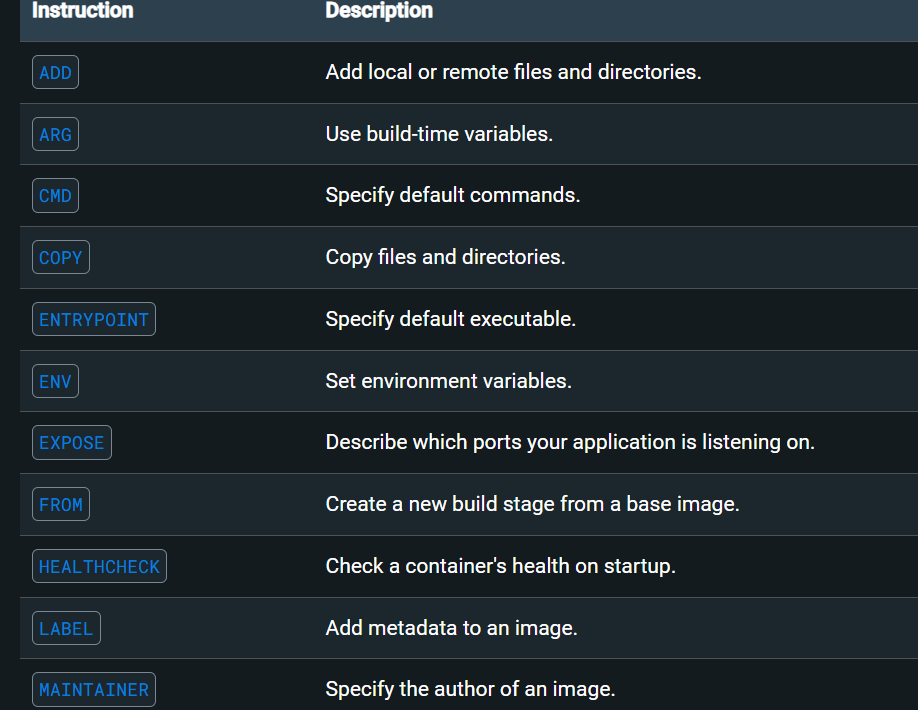 Instruction Description
ADD Add local or remote files and directories.
ARG Use build-time variables.
CMD Specify default commands.
COPY Copy files and directories.
ENTRYPOINT Specify default executable.
ENV Set environment variables.
EXPOSE Describe which ports your application is listening on.
FROM Create a new build stage from a base image.
HEALTHCHECK Check a container's health on startup.
LABEL Add metadata to an image.
MAINTAINER Specify the author of an image.